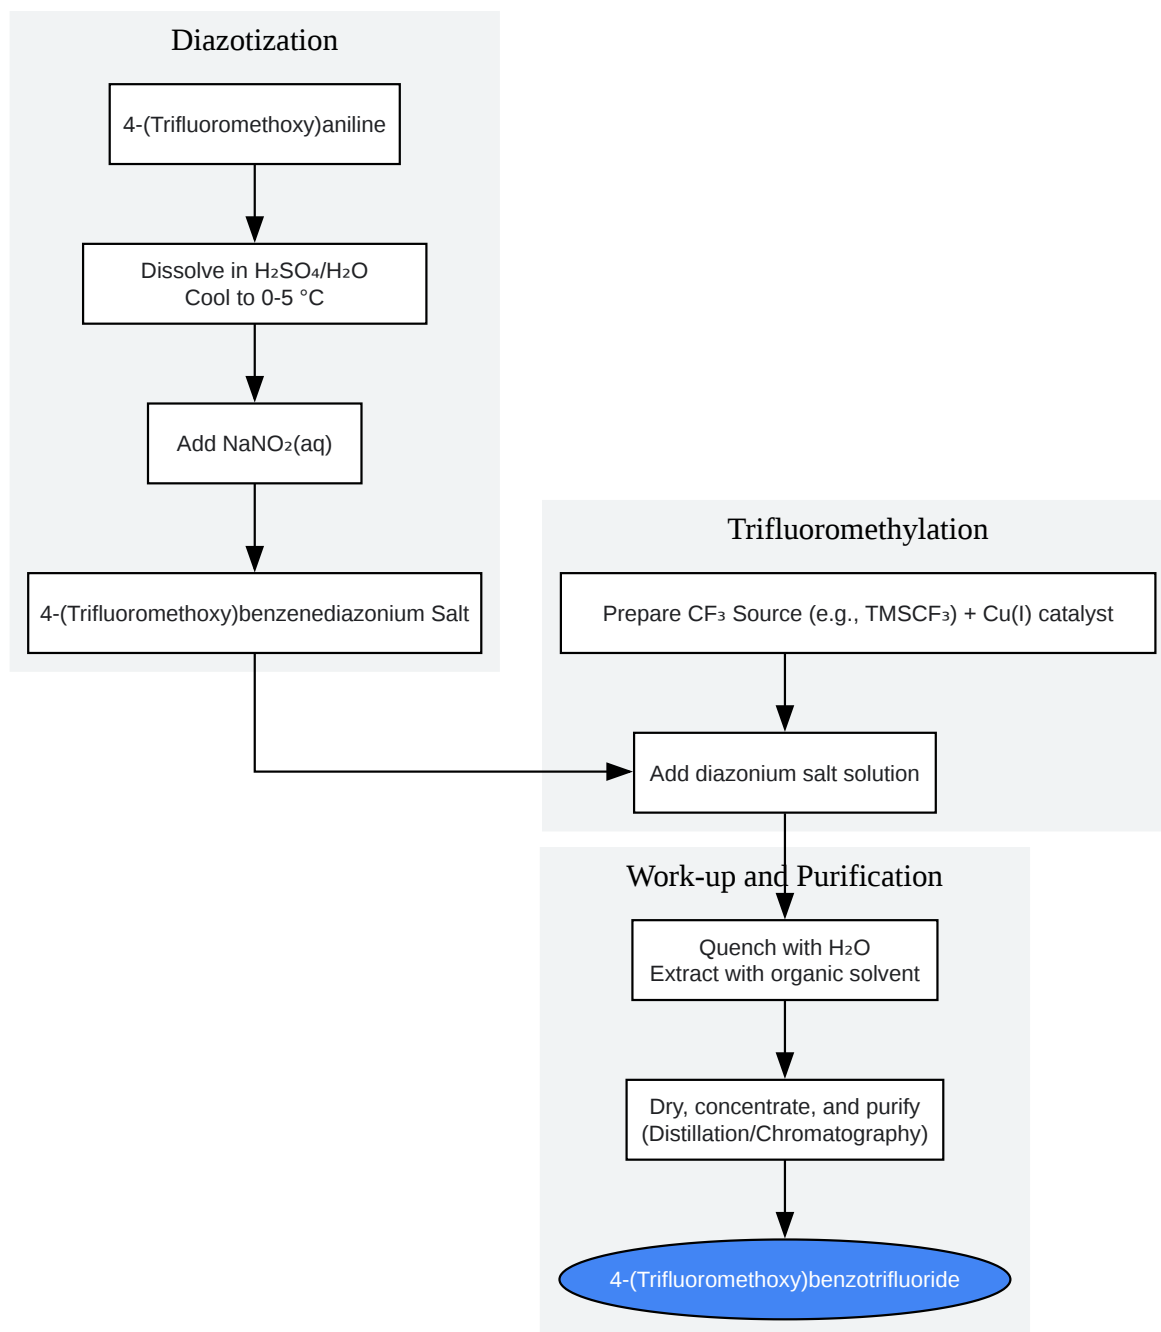 Diazotization
4-(Trifluoromethoxy)aniline
Dissolve in H₂SO₄/H₂O
Cool to 0-5 °C
Add NaNO₂(aq)
4-(Trifluoromethoxy)benzenediazonium Salt
Trifluoromethylation
Prepare CF₃ Source (e.g., TMSCF₃) + Cu(I) catalyst
Add diazonium salt solution
Work-up and Purification
Quench with H₂O
Extract with organic solvent
Dry, concentrate, and purify
(Distillation/Chromatography)
4-(Trifluoromethoxy)benzotrifluoride